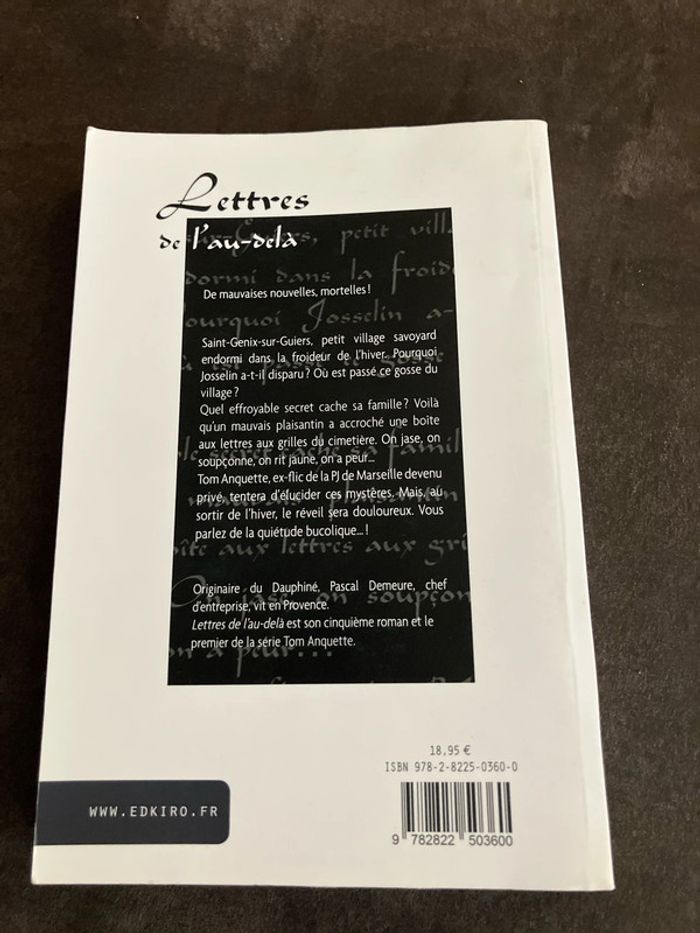 Lettres
de l'au-delà
De mauvaises nouvelles, mortelles !
Saint-Genix-sur-Guiers, petit village savoyard
endormi dans la froideur de l'hiver. Pourquoi
Josselin a-t-il disparu ? Où est passé ce gosse du
village ?
Quel effroyable secret cache sa famille ? Voilà
qu'un mauvais plaisantin a accroché une boîte
aux lettres aux grilles du cimetière. On jase, on
soupçonne, on rit jaune, on a peur...
Tom Anquette, ex-flic de la PJ de Marseille devenu
privé, tentera d'élucider ces mystères. Mais au
sortir de l'hiver, le réveil sera douloureux. Vous
parlez de la quiétude bucolique... !
Originaire du Dauphiné, Pascal Demeure, chef
d'entreprise, vit en Provence.
Lettres de l'au-delà est son cinquième roman et le
premier de la série Tom Anquette.
18,95 €
ISBN 978-2-8225-0360-0
WWW.EDKIRO.FR
9 782822 503600